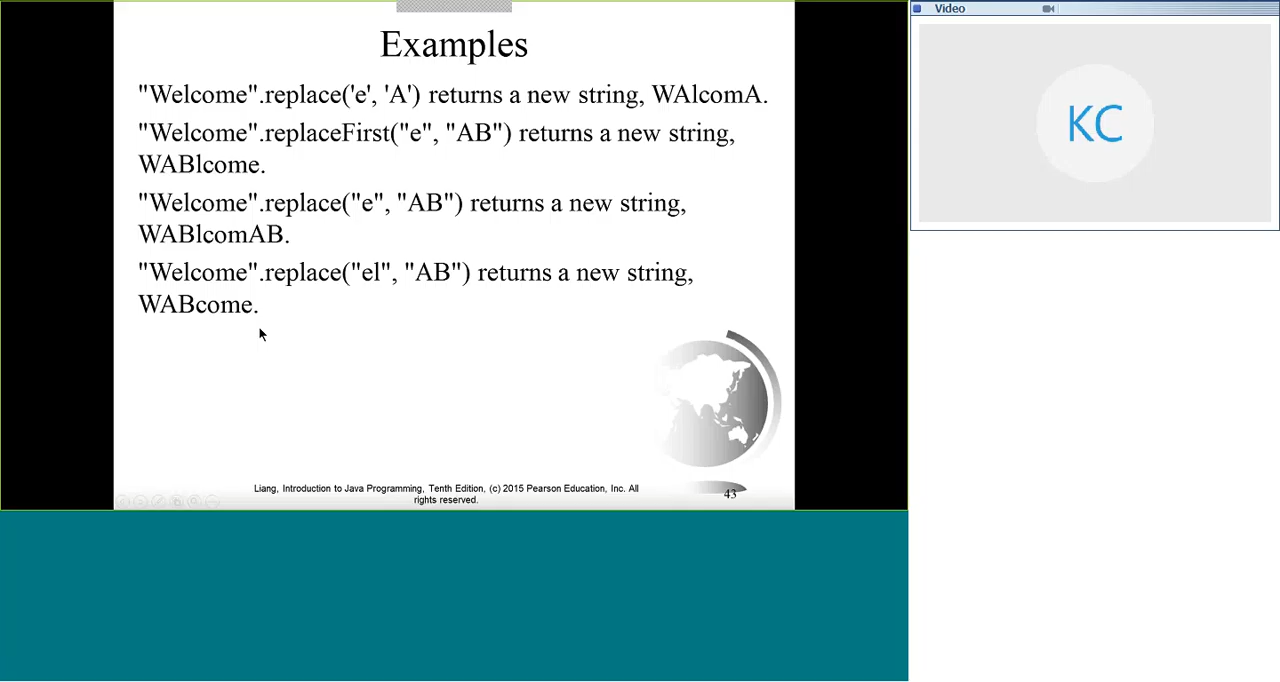 Examples
"Welcome".replace('e', 'A') returns a new string, WAlcomA.
"Welcome".replaceFirst("e", "AB") returns a new string,
WABlcome.
"Welcome".replace("e", "AB") returns a new string,
WABlcomAB.
"Welcome".replace("el", "AB") returns a new string,
WABcome.
Liang, Introduction to Java Programming, Tenth Edition, (c) 2015 Pearson Education, Inc. All
rights reserved.
43
Video
KC